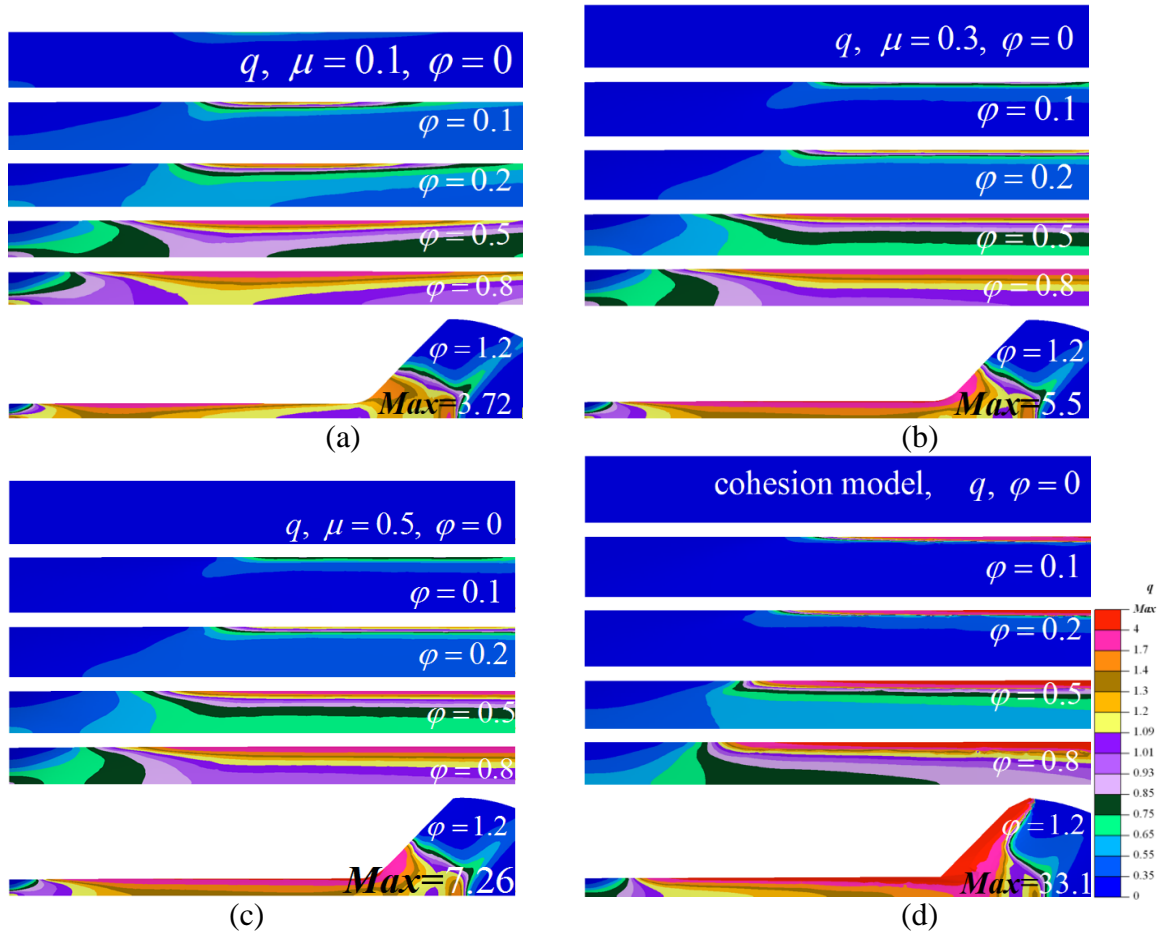 q, μ = 0.1, φ = 0
φ = 0.1
φ = 0.2
φ = 0.5
φ = 0.8
φ = 1.2
Max=3.72
(a)
q, μ = 0.3, φ = 0
φ = 0.1
φ = 0.2
φ = 0.5
φ = 0.8
φ = 1.2
Max=5.5
(b)
q, μ = 0.5, φ = 0
φ = 0.1
φ = 0.2
φ = 0.5
φ = 0.8
φ = 1.2
Max=7.26
(c)
cohesion model, q, φ = 0
φ = 0.1
φ = 0.2
φ = 0.5
φ = 0.8
φ = 1.2
Max=33.1
(d)
q
Max
4
1.7
1.4
1.3
1.2
1.09
1.01
0.93
0.85
0.75
0.65
0.55
0.35
0